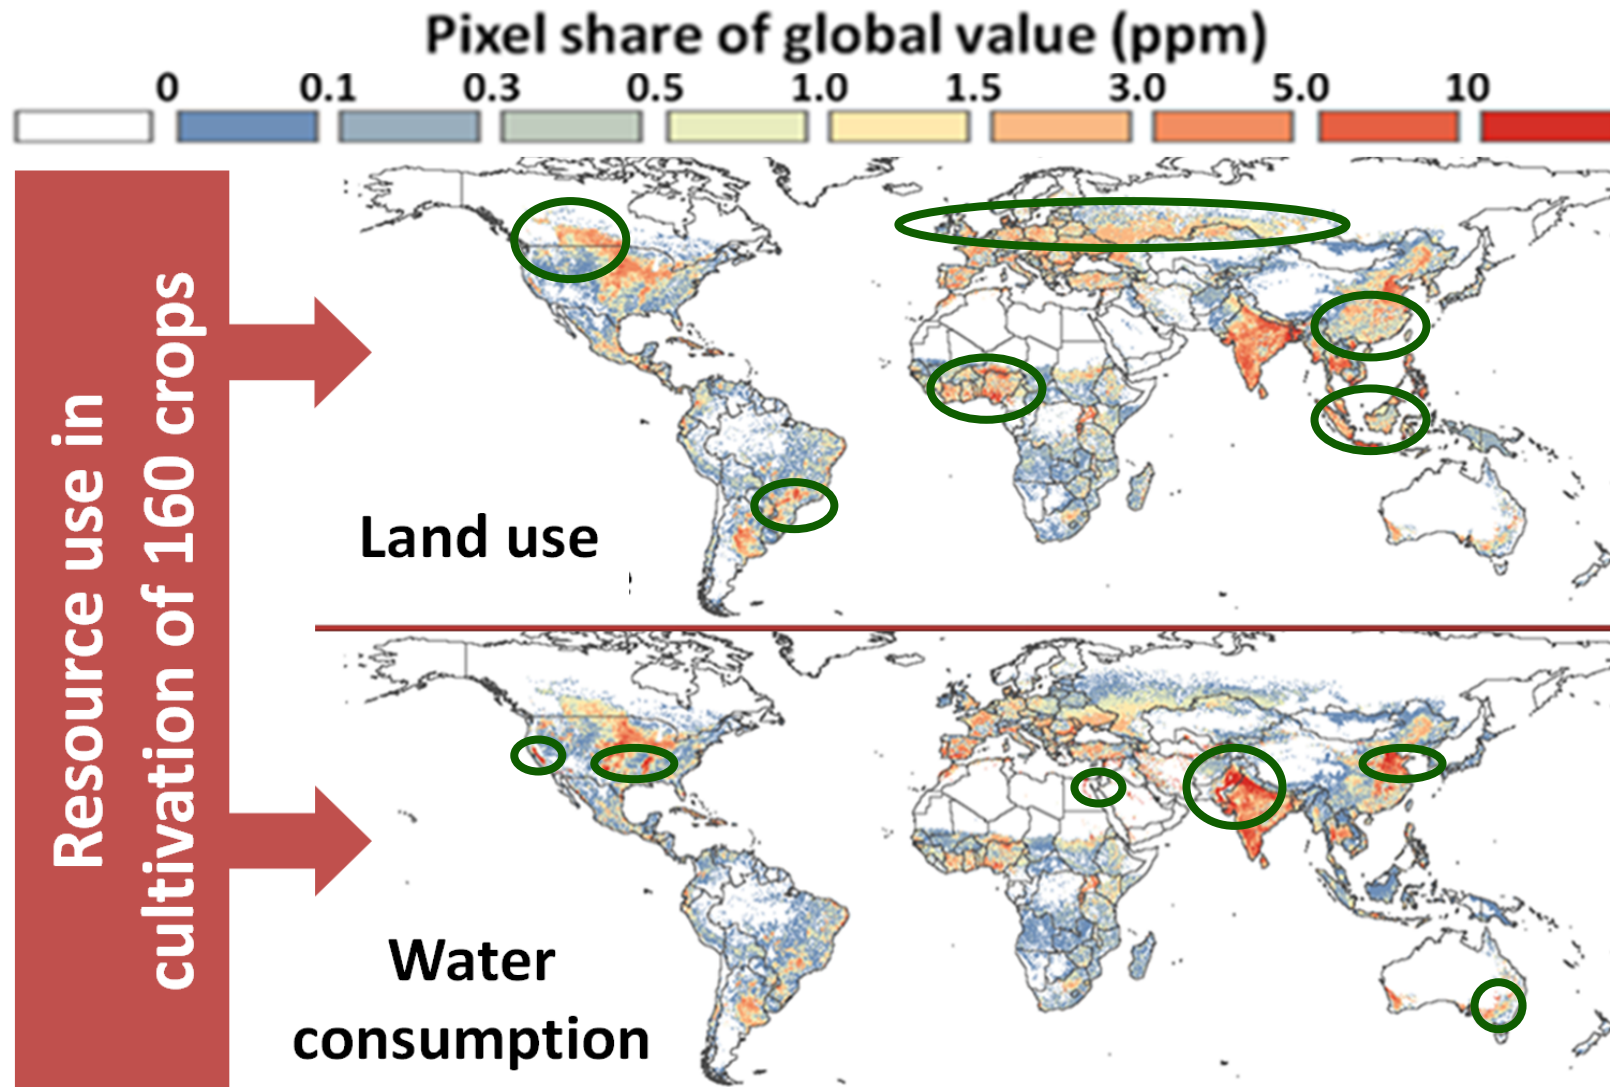 Pixel share of global value (ppm)
0 0.1 0.3 0.5 1.0 1.5 3.0 5.0 10
Resource use in
cultivation of 160 crops
Land use
Water
consumption